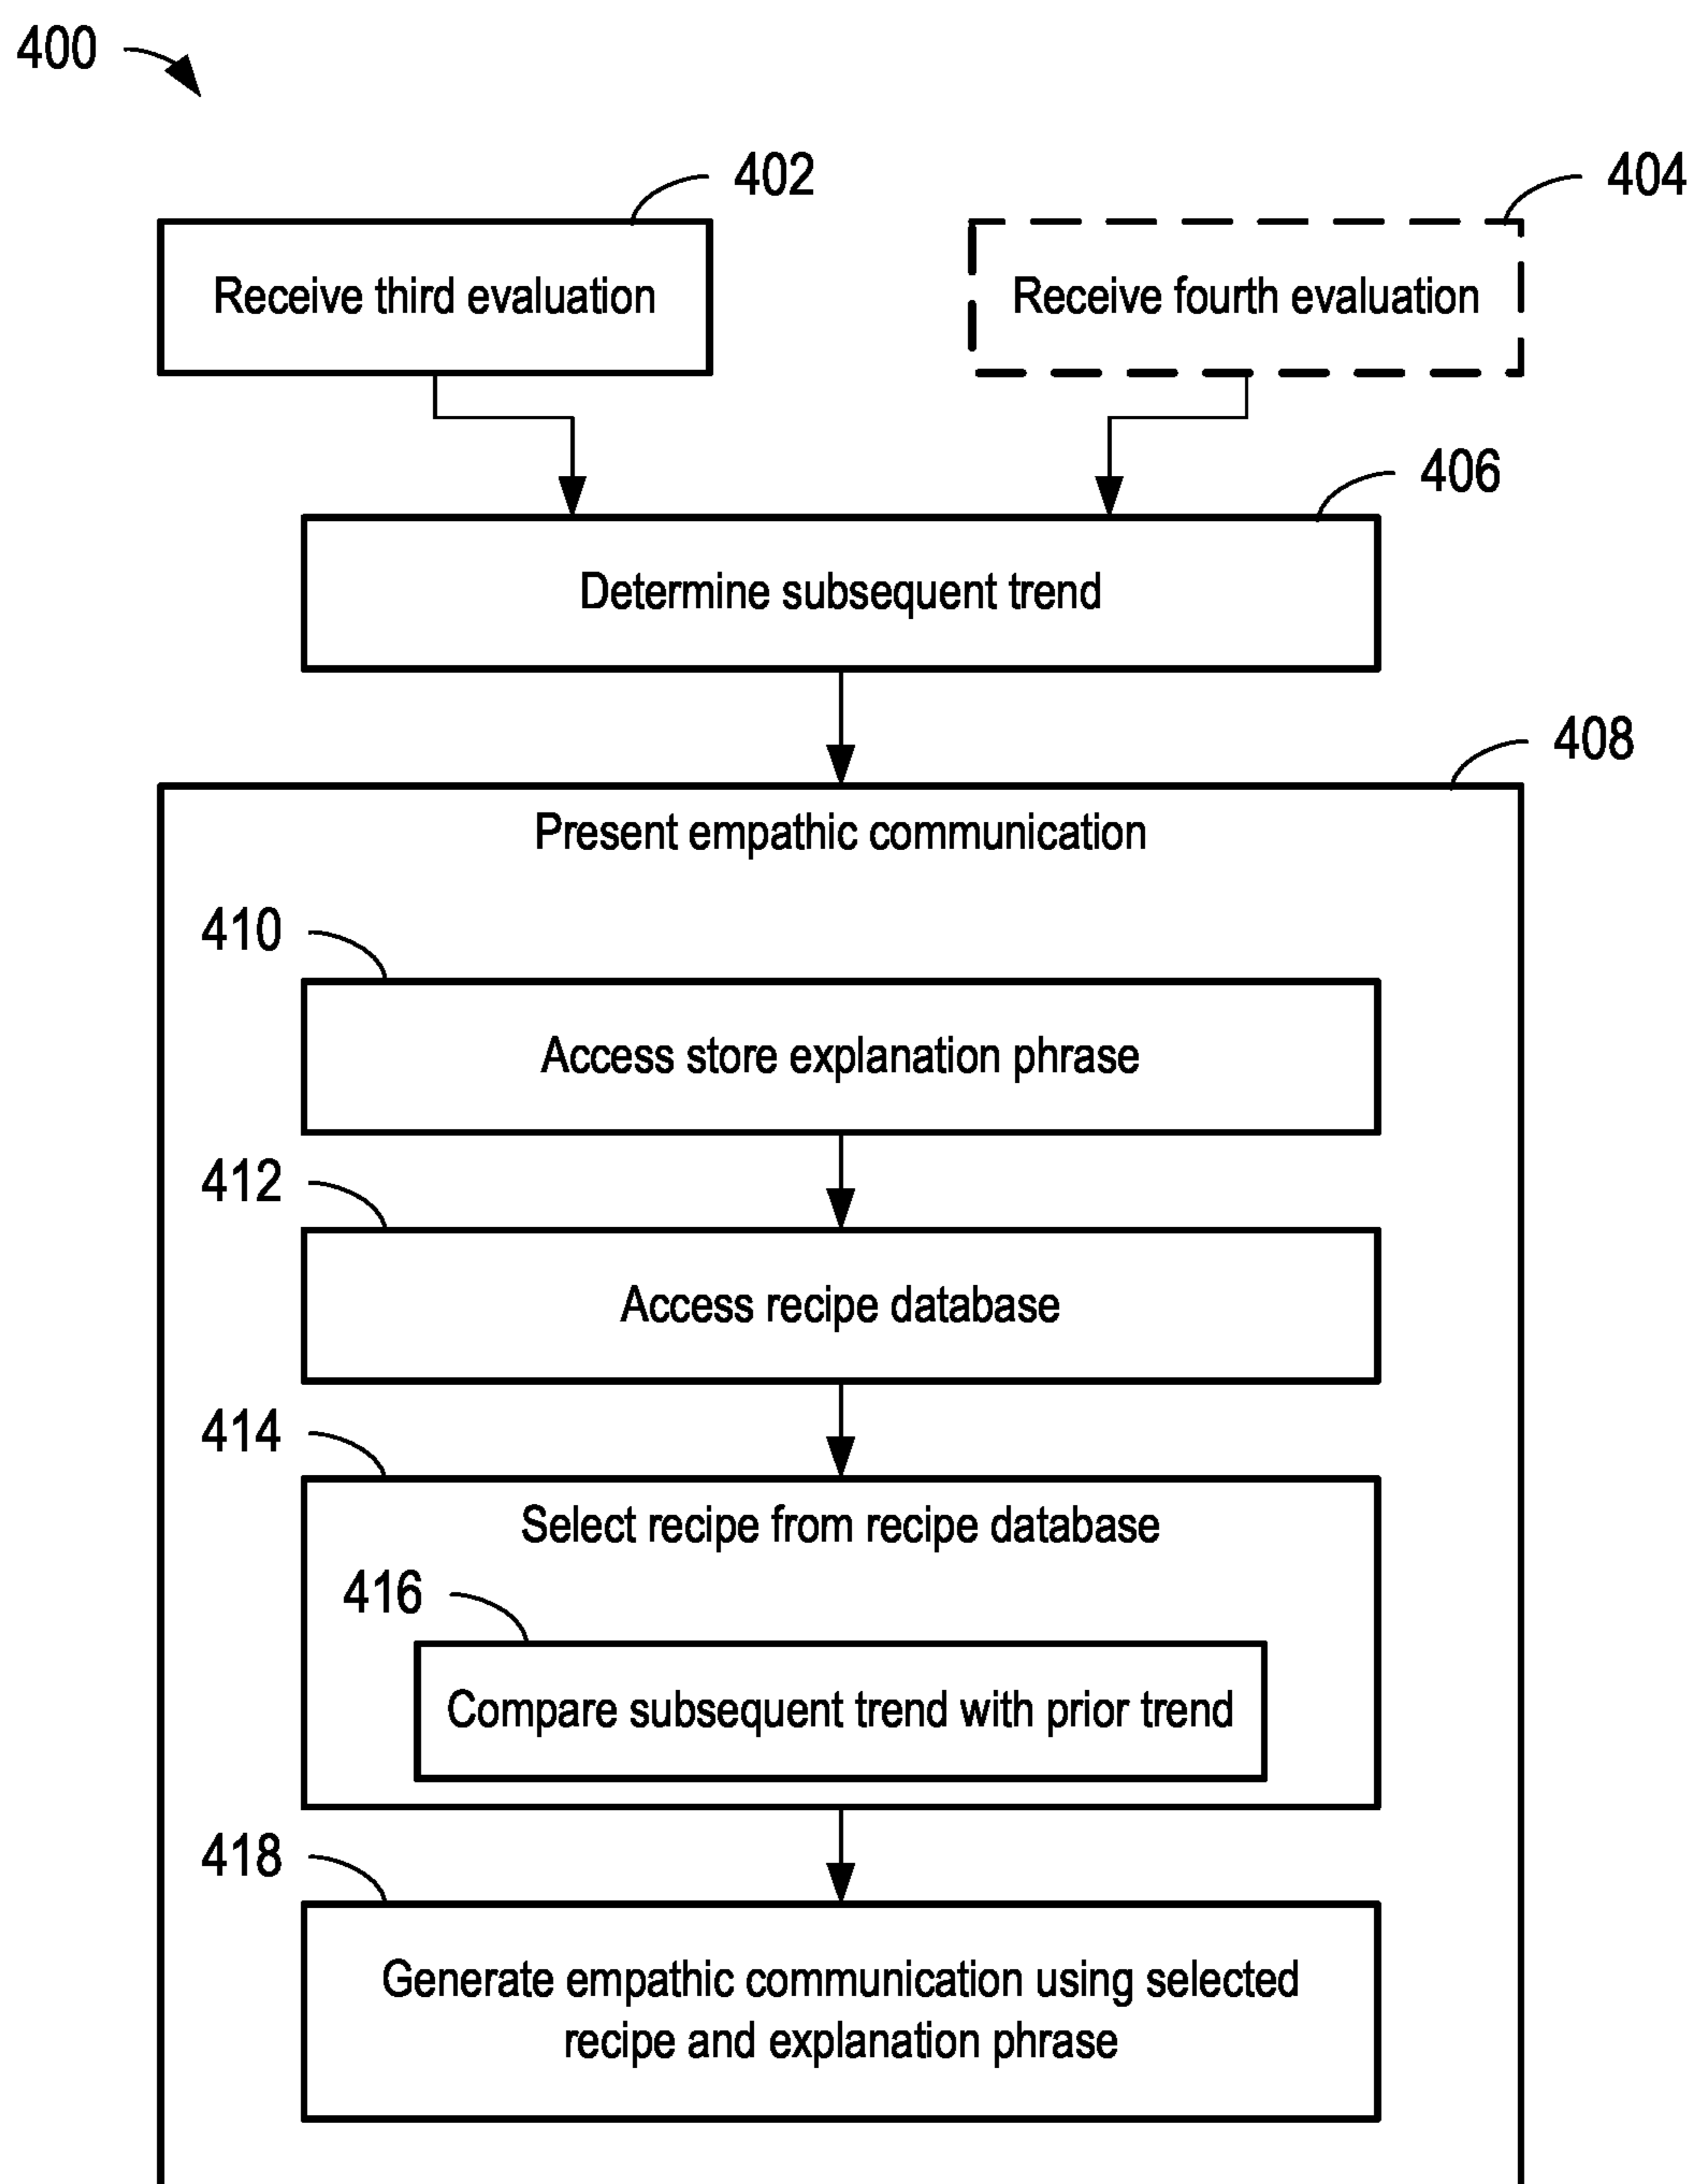 400
402
404
Receive third evaluation
Receive fourth evaluation
406
Determine subsequent trend
408
Present empathic communication
410
Access store explanation phrase
412
Access recipe database
414
Select recipe from recipe database
416
Compare subsequent trend with prior trend
418
Generate empathic communication using selected
recipe and explanation phrase